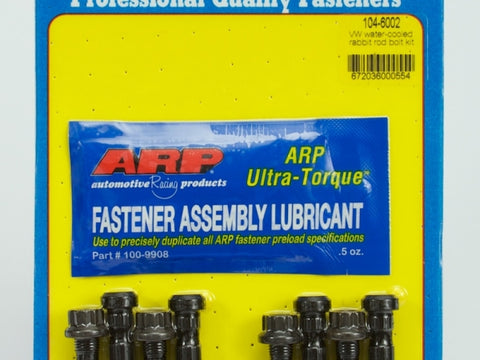 Professional Quality Fasteners
104-6002
VW water-cooled
rabbit rod bolt kit
672036000554
ARP
automotive Racing products
ARP
Ultra-Torque™
FASTENER ASSEMBLY LUBRICANT
Use to precisely duplicate all ARP fastener preload specifications
Part # 100-9908
.5 oz.